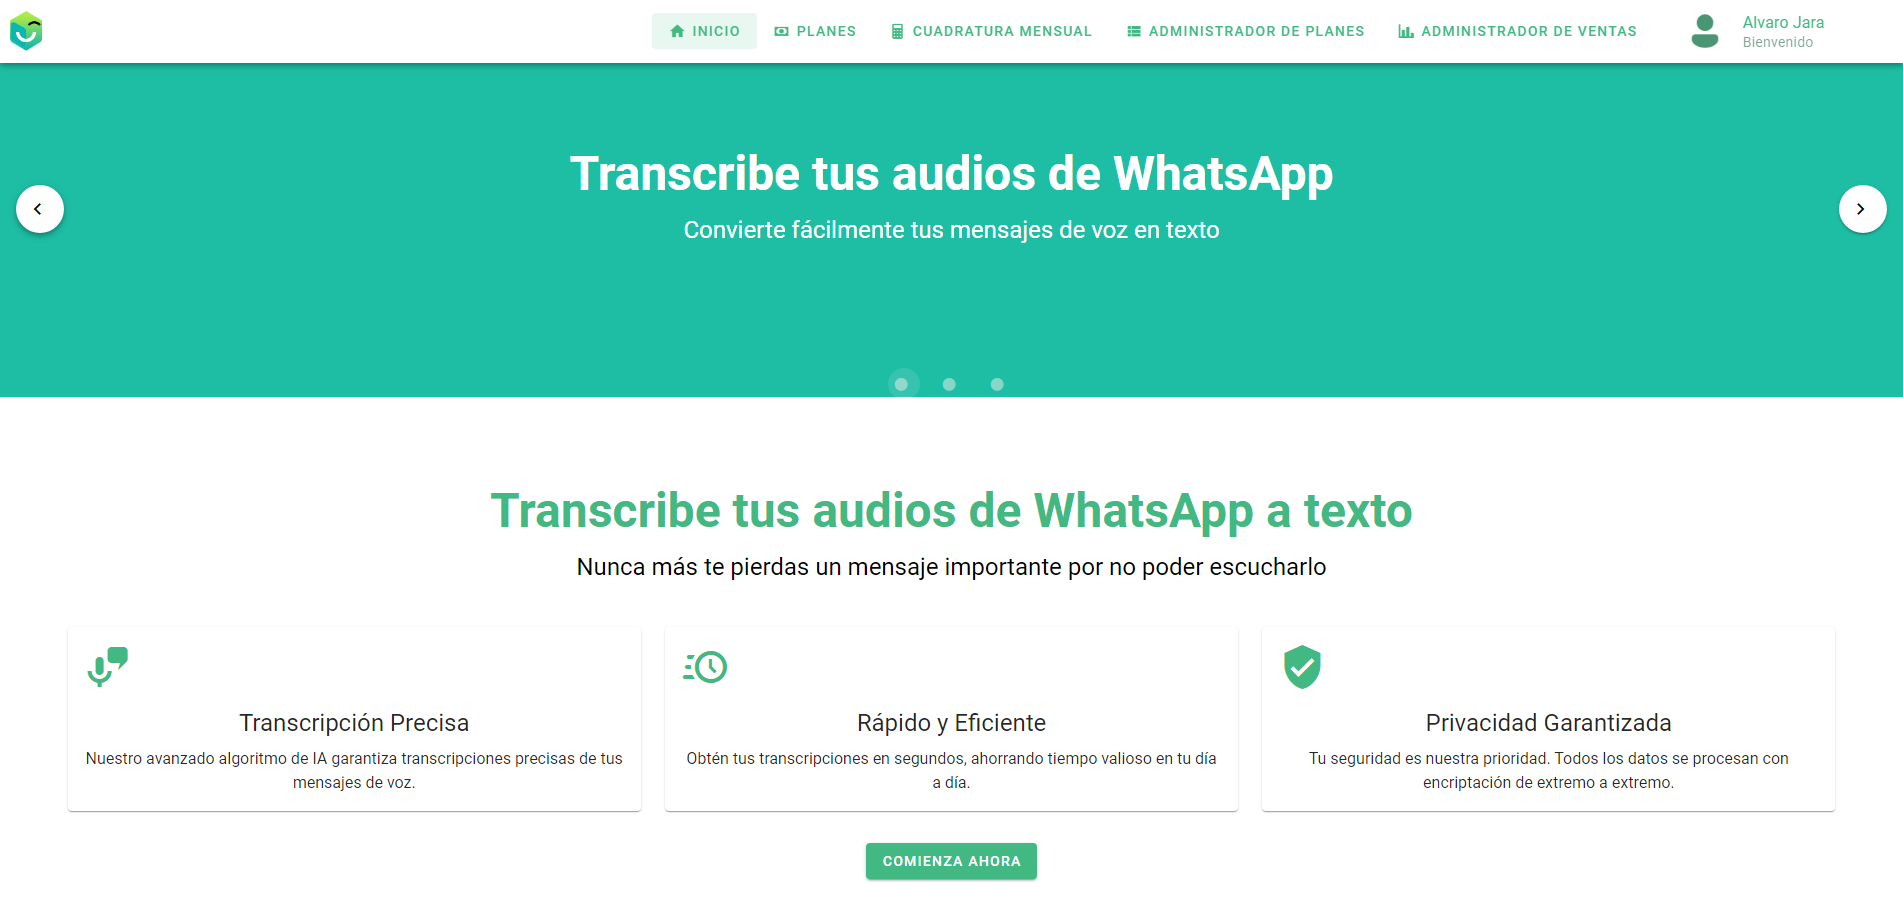 INICIO
PLANES
CUADRATURA MENSUAL
ADMINISTRADOR DE PLANES
ADMINISTRADOR DE VENTAS
Alvaro Jara
Bienvenido
Transcribe tus audios de WhatsApp
Convierte fácilmente tus mensajes de voz en texto
Transcribe tus audios de WhatsApp a texto
Nunca más te pierdas un mensaje importante por no poder escucharlo
Transcripción Precisa
Nuestro avanzado algoritmo de IA garantiza transcripciones precisas de tus
mensajes de voz.
Rápido y Eficiente
Obtén tus transcripciones en segundos, ahorrando tiempo valioso en tu día
a día.
Privacidad Garantizada
Tu seguridad es nuestra prioridad. Todos los datos se procesan con
encriptación de extremo a extremo.
COMIENZA AHORA